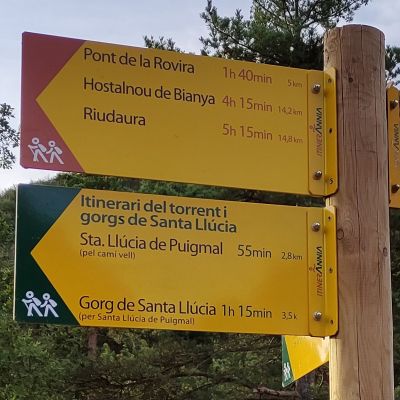 Pont de la Rovira 1h 40min 5km
Hostalnou de Bianya 4h 15min 14,2km
Riudaura 5h 15min 14,8km
ITINERÀNNIA
5
Itinerari del torrent i
gorgs de Santa Llúcia
Sta. Llúcia de Puigmal 55min 2,8km
(pel camí vell)
Gorg de Santa Llúcia 1h 15min 3,5k
(per Santa Llúcia de Puigmal)
ITINERÀNNIA